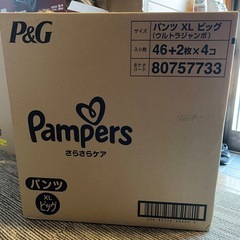 P&G
サイズ パンツ XL ビッグ
(ウルトラジャンボ)
入り数 46+2枚×4コ
80757733
Pampers
さらさらケア
パンツ
XL
ビッグ